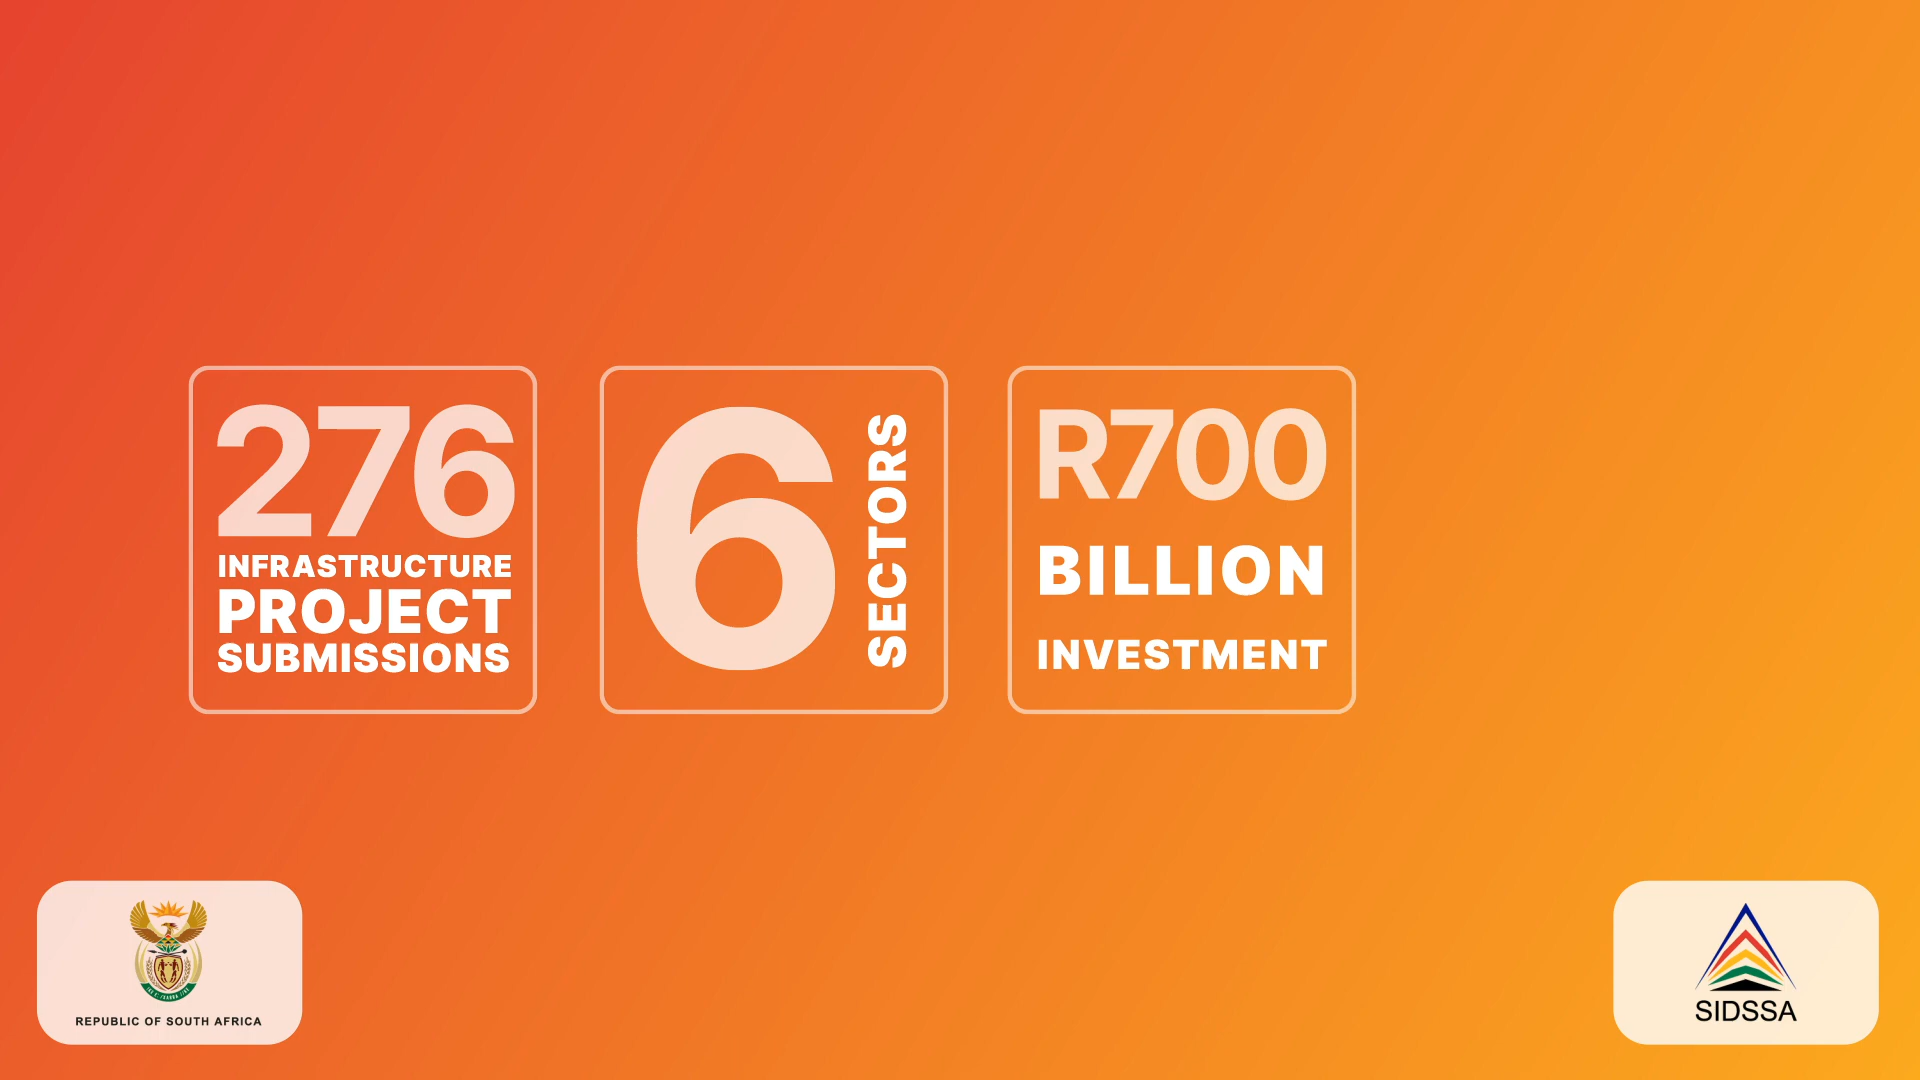 276
INFRASTRUCTURE
PROJECT
SUBMISSIONS
6
SECTORS
R700
BILLION
INVESTMENT
REPUBLIC OF SOUTH AFRICA
SIDSSA